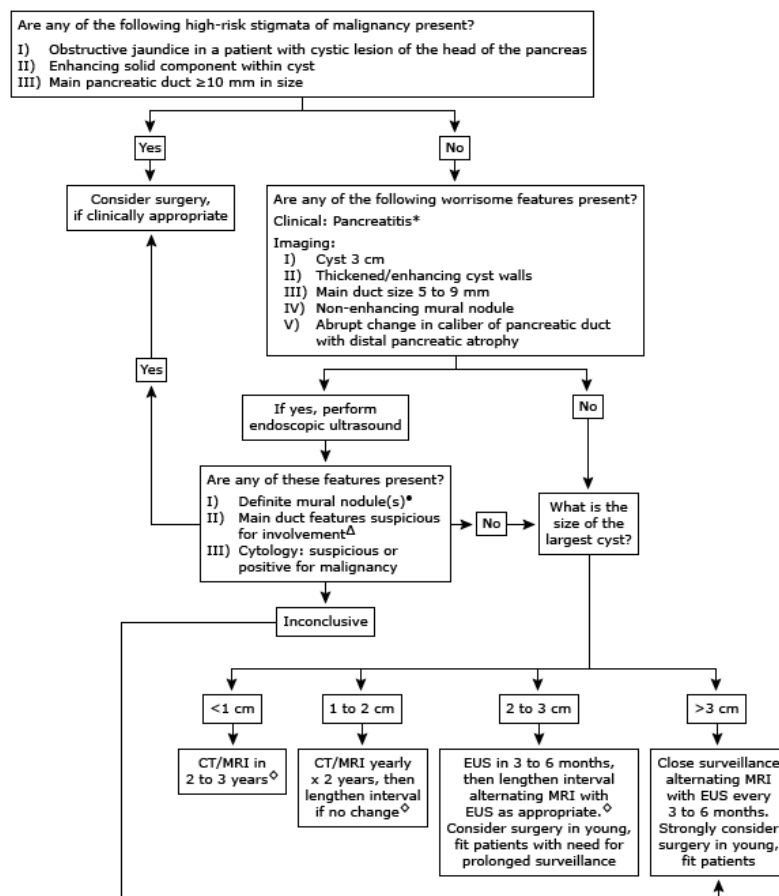 Are any of the following high-risk stigmata of malignancy present?
I) Obstructive jaundice in a patient with cystic lesion of the head of the pancreas
II) Enhancing solid component within cyst
III) Main pancreatic duct ≥10 mm in size
Yes
No
Consider surgery,
if clinically appropriate
Are any of the following worrisome features present?
Clinical: Pancreatitis*
Imaging:
I) Cyst 3 cm
II) Thickened/enhancing cyst walls
III) Main duct size 5 to 9 mm
IV) Non-enhancing mural nodule
V) Abrupt change in caliber of pancreatic duct
with distal pancreatic atrophy
Yes
If yes, perform
endoscopic ultrasound
No
Are any of these features present?
I) Definite mural nodule(s)•
II) Main duct features suspicious
for involvementΔ
III) Cytology: suspicious or
positive for malignancy
No
What is the
size of the
largest cyst?
Inconclusive
<1 cm
1 to 2 cm
2 to 3 cm
>3 cm
CT/MRI in
2 to 3 years◊
CT/MRI yearly
x 2 years, then
lengthen interval
if no change◊
EUS in 3 to 6 months,
then lengthen interval
alternating MRI with
EUS as appropriate.◊
Consider surgery in young,
fit patients with need for
prolonged surveillance
Close surveillance
alternating MRI
with EUS every
3 to 6 months.
Strongly consider
surgery in young,
fit patients